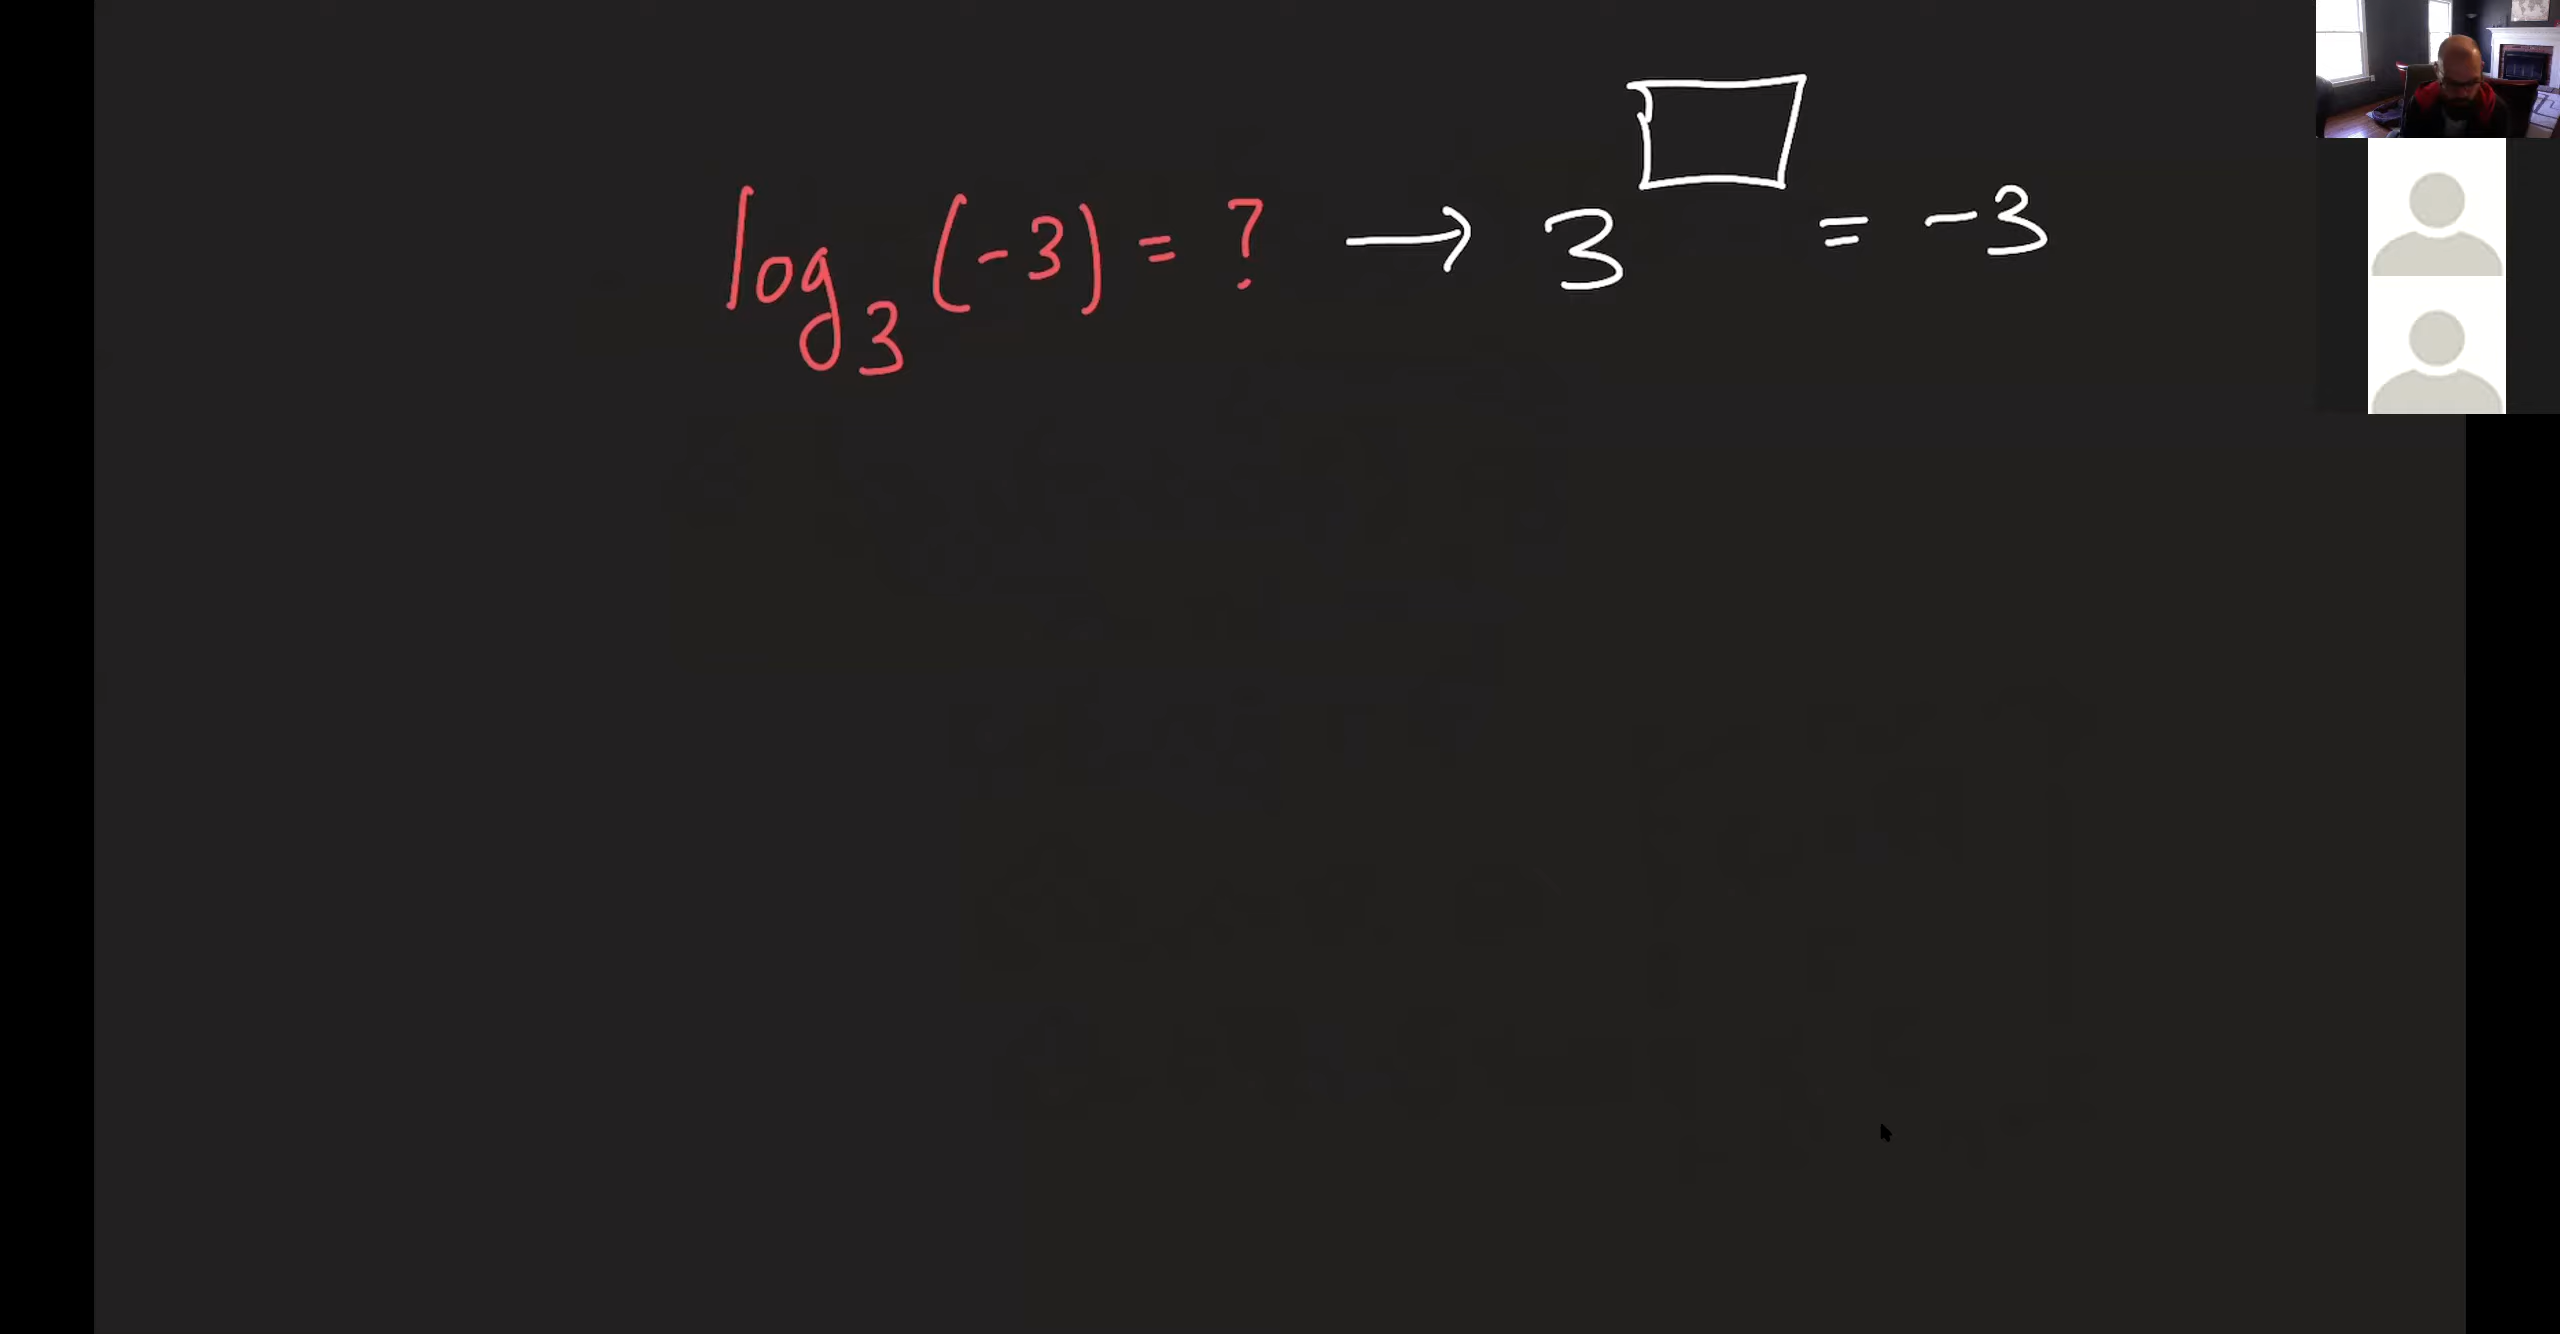 log₃(-3) = ? → 3^□ = -3